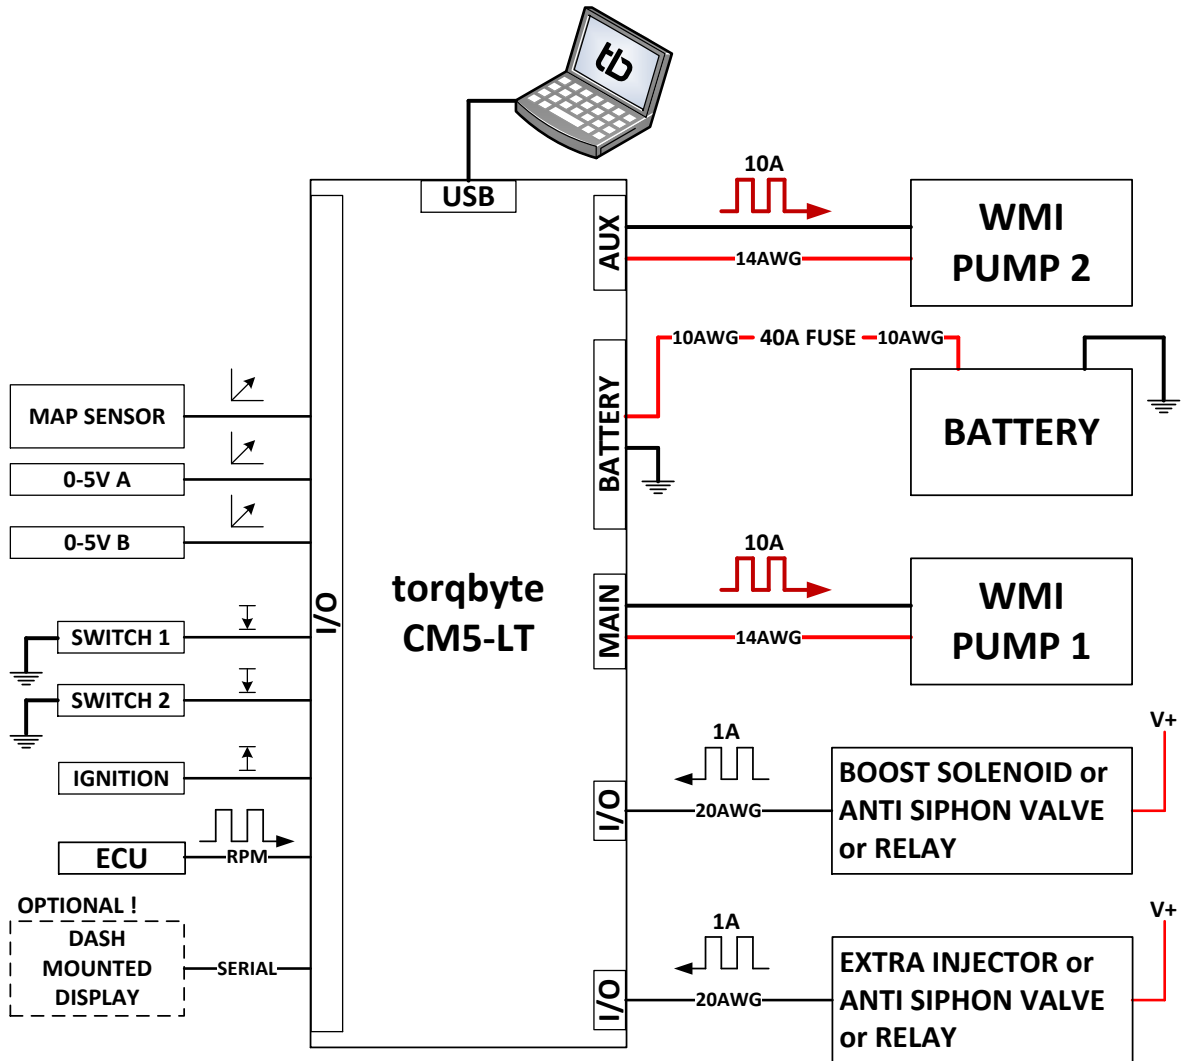 tb
USB
10A
AUX
14AWG
WMI
PUMP 2
10AWG
40A FUSE
10AWG
BATTERY
BATTERY
MAP SENSOR
0-5V A
0-5V B
I/O
torqbyte
CM5-LT
10A
MAIN
14AWG
WMI
PUMP 1
SWITCH 1
SWITCH 2
IGNITION
ECU
RPM
OPTIONAL !
DASH
MOUNTED
DISPLAY
SERIAL
1A
I/O
20AWG
BOOST SOLENOID or
ANTI SIPHON VALVE
or RELAY
V+
1A
I/O
20AWG
EXTRA INJECTOR or
ANTI SIPHON VALVE
or RELAY
V+